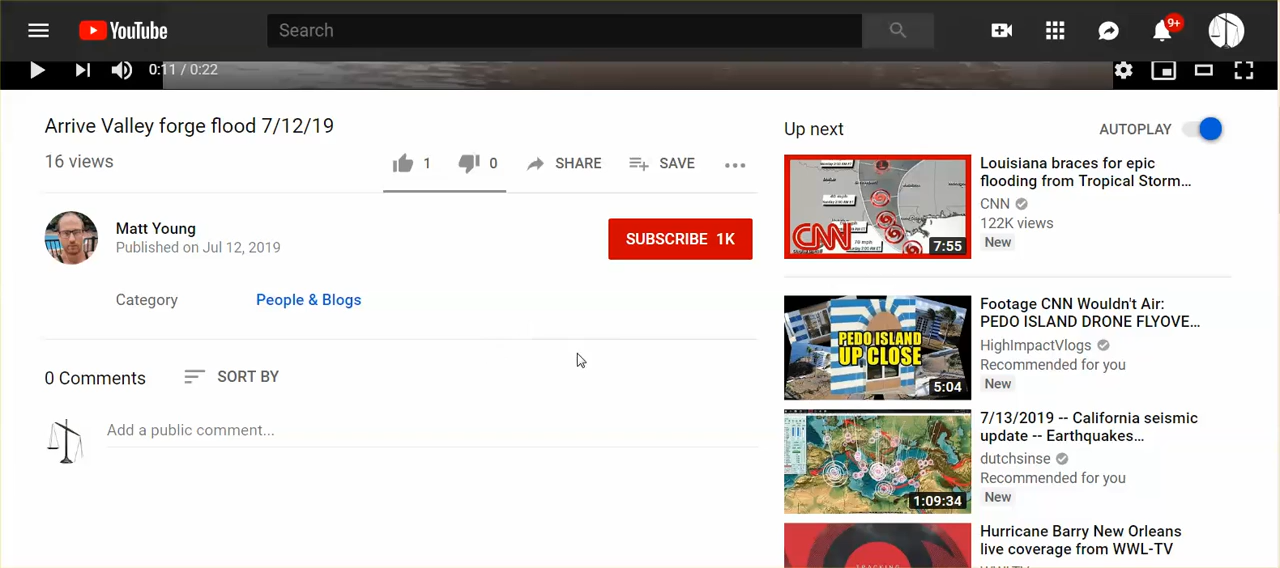 YouTube
Search
9+
0:11 / 0:22
Arrive Valley forge flood 7/12/19
16 views
1
0
SHARE
SAVE
Matt Young
Published on Jul 12, 2019
SUBSCRIBE 1K
Category
People & Blogs
0 Comments
SORT BY
Add a public comment...
Up next
AUTOPLAY
CNN
7:55
Louisiana braces for epic
flooding from Tropical Storm...
CNN
122K views
New
PEDO ISLAND
UP CLOSE
5:04
Footage CNN Wouldn't Air:
PEDO ISLAND DRONE FLYOVE...
HighImpactVlogs
Recommended for you
New
1:09:34
7/13/2019 -- California seismic
update -- Earthquakes...
dutchsinse
Recommended for you
New
TRACKING
Hurricane Barry New Orleans
live coverage from WWL-TV